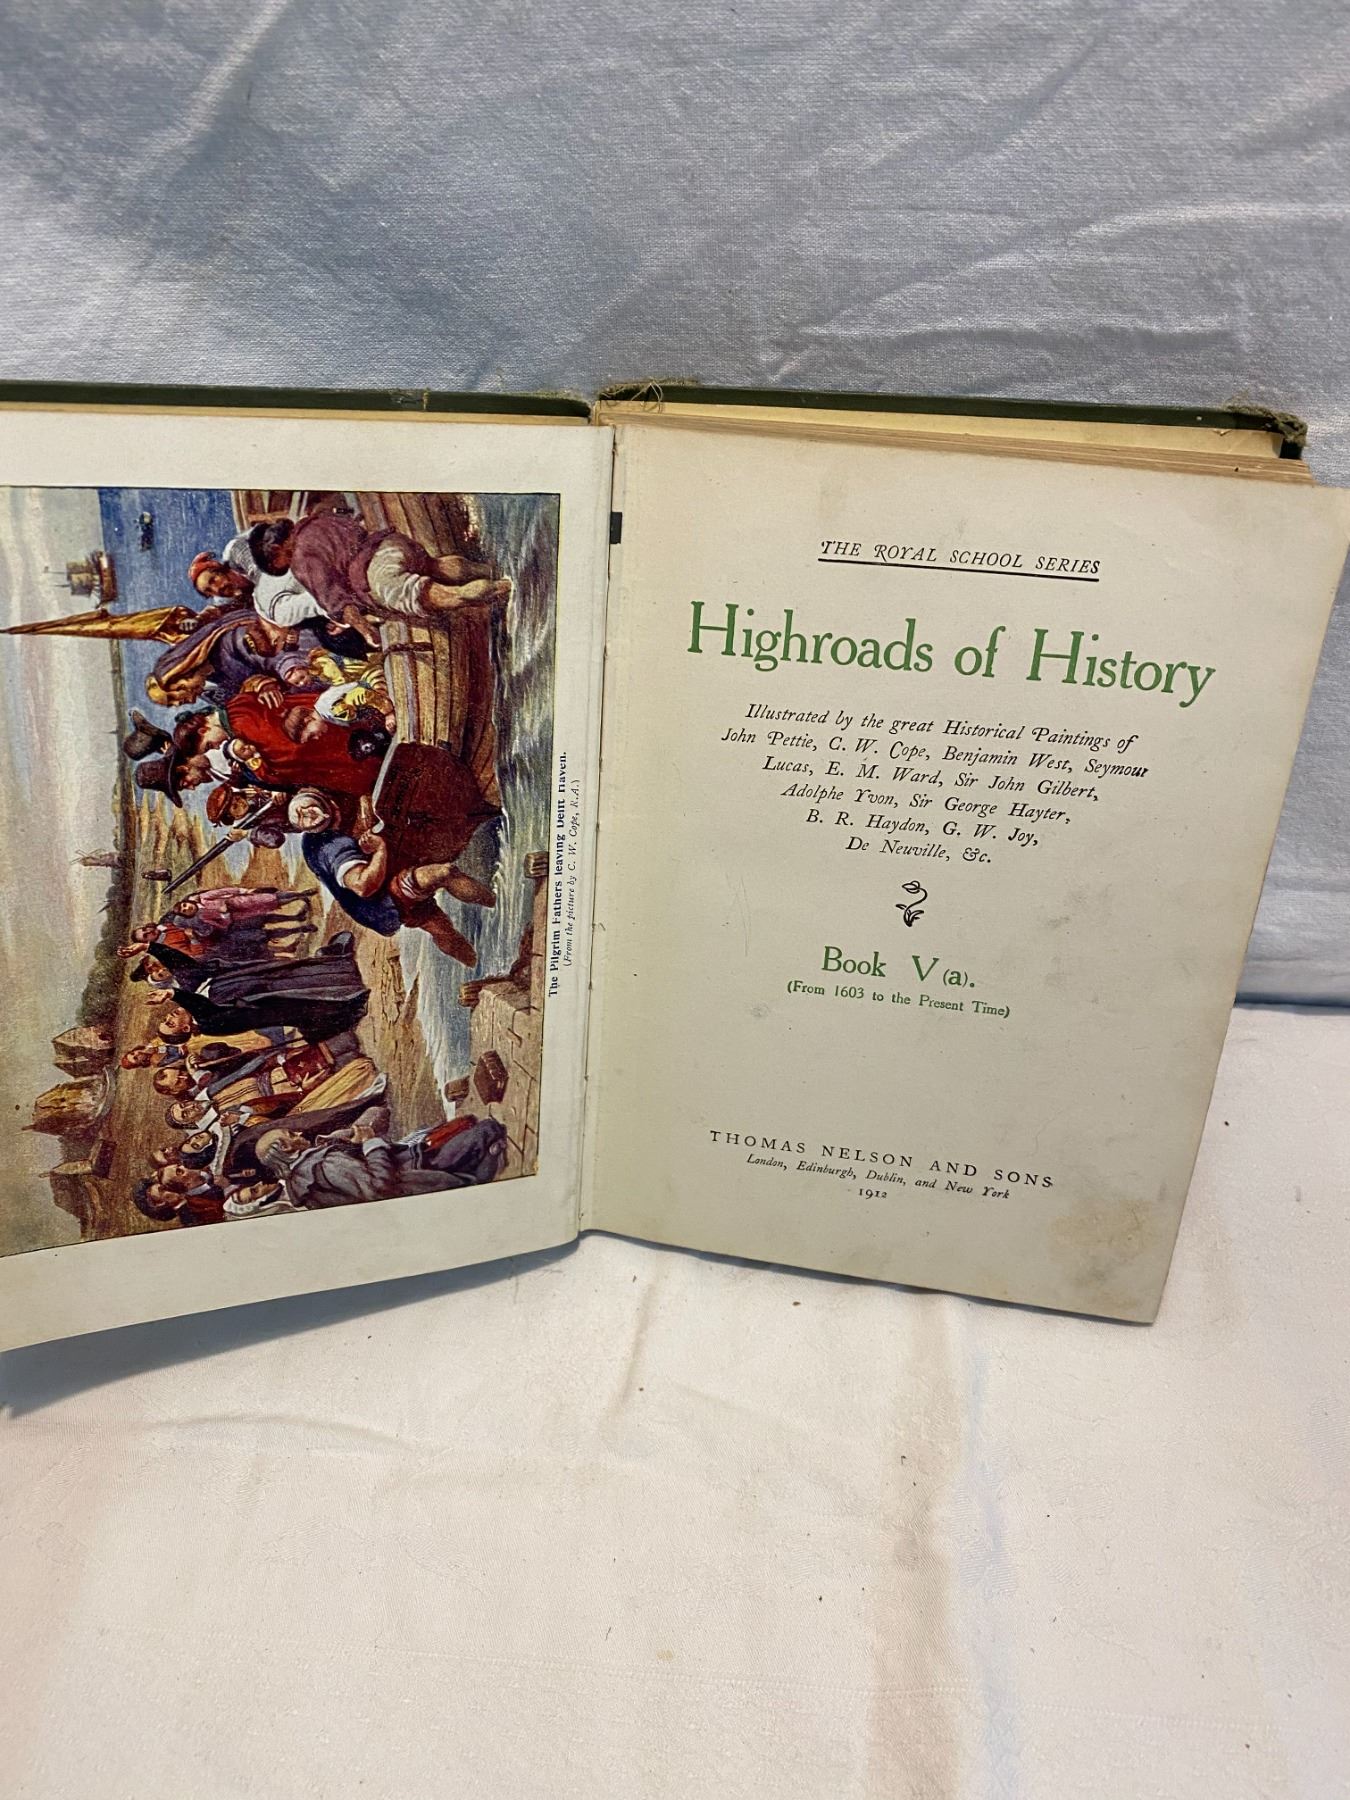 The Pilgrim Fathers leaving Delft Haven.
(From the picture by C. W. Cope, R.A.)
THE ROYAL SCHOOL SERIES
Highroads of History
Illustrated by the great Historical Paintings of
John Pettie, C. W. Cope, Benjamin West, Seymour
Lucas, E. M. Ward, Sir John Gilbert,
Adolphe Yvon, Sir George Hayter,
B. R. Haydon, G. W. Joy,
De Neuville, &c.
Book V (a).
(From 1603 to the Present Time)
THOMAS NELSON AND SONS
London, Edinburgh, Dublin, and New York
1912